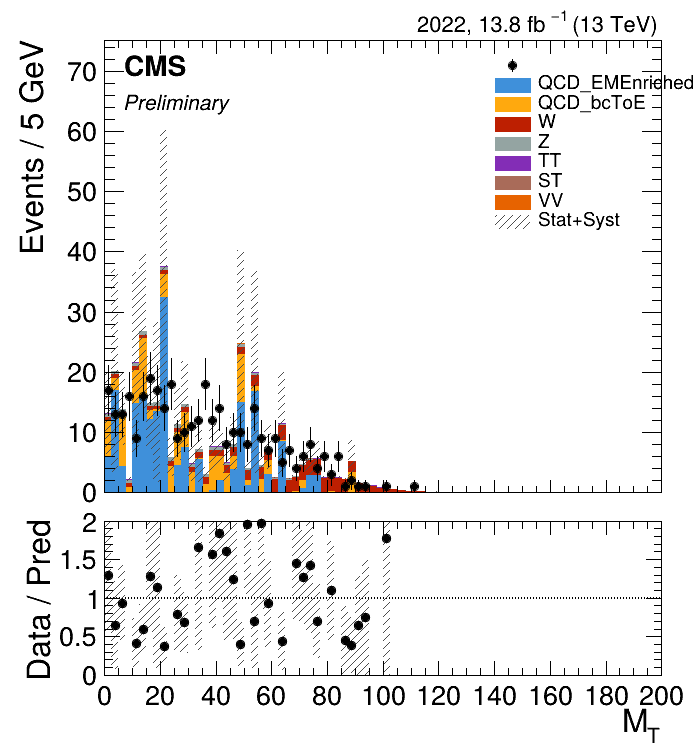 2022, 13.8 fb⁻¹ (13 TeV)
CMS
Preliminary
Events / 5 GeV
70
60
50
40
30
20
10
0
QCD_EMEnriched
QCD_bcToE
W
Z
TT
ST
VV
Stat+Syst
Data / Pred
2
1.5
1
0.5
0
0 20 40 60 80 100 120 140 160 180 200
M_T